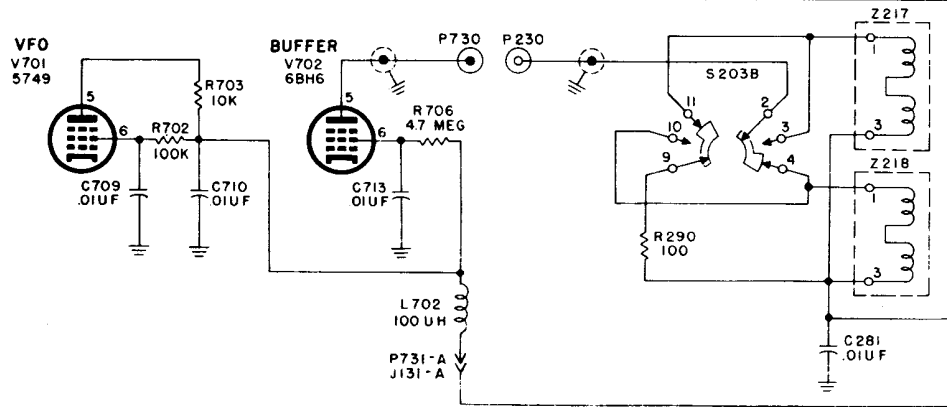 VFO
V701
5749
5
6
R703
10K
R702
100K
C709
.01UF
C710
.01UF
BUFFER
V702
6BH6
5
6
R706
4.7 MEG
C713
.01UF
P730
P230
L702
100UH
P731-A
J131-A
S203B
11
10
9
2
3
4
R290
100
Z217
1
3
Z218
1
3
C281
.01UF